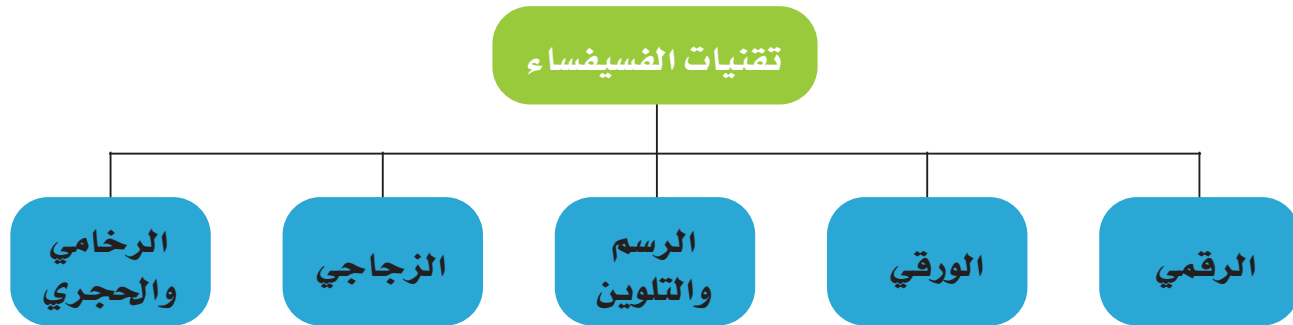 تقنيات الفسيفساء
الرقمي
الورقي
الرسم
والتلوين
الزجاجي
الرخامي
والحجري